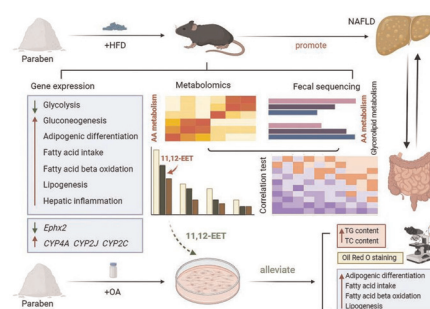 NAFLD
+HFD
promote
Paraben
Gene expression
Metabolomics
Fecal sequencing
Glycolysis
Gluconeogenesis
Adipogenic differentiation
Fatty acid intake
Fatty acid beta oxidation
Lipogenesis
Hepatic inflammation
AA metabolism
AA metabolism
Glycerolipid metabolism
11,12-EET
Correlation test
Ephx2
CYP4A CYP2J CYP2C
11,12-EET
TG content
TC content
Oil Red O staining
alleviate
Adipogenic differentiation
Fatty acid intake
Fatty acid beta oxidation
Lipogenesis
+OA
Paraben